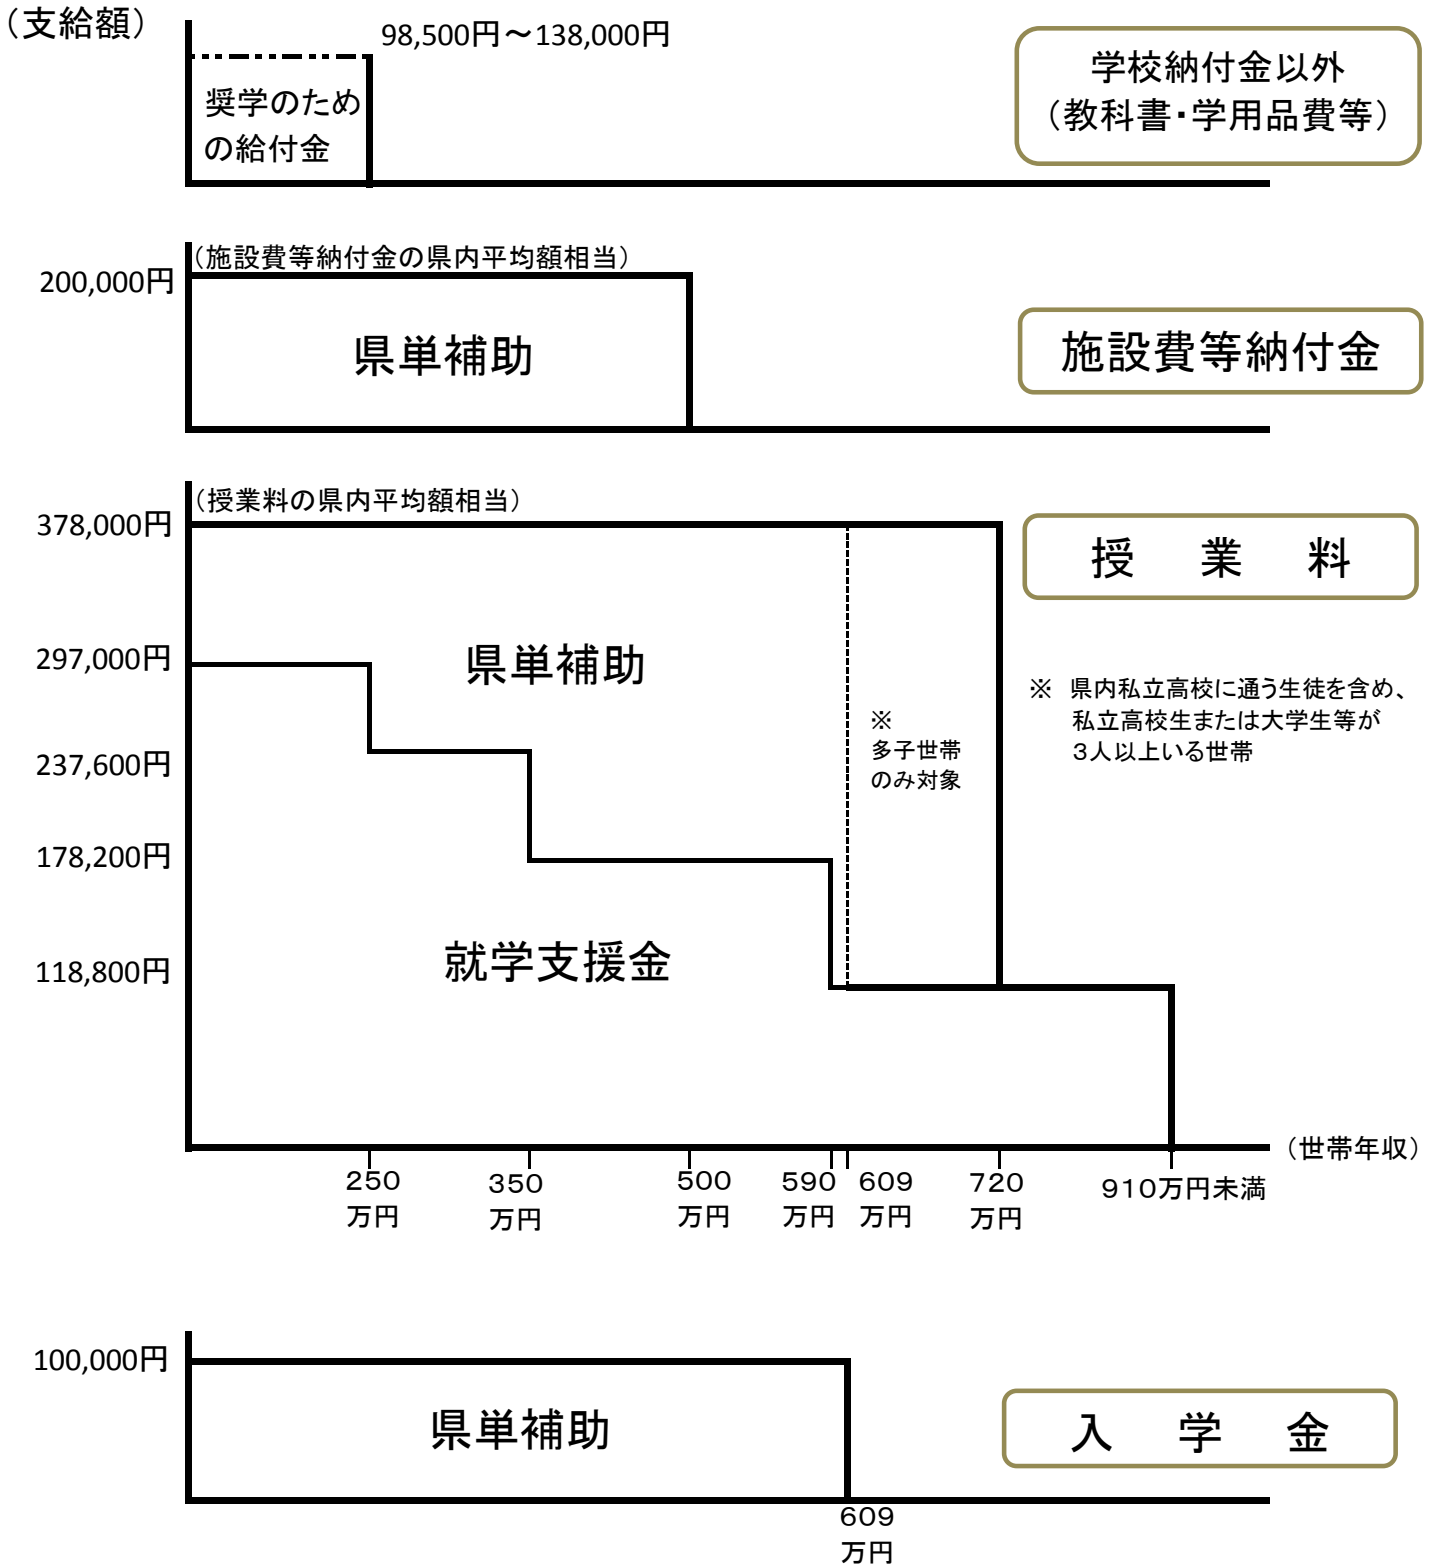 （支給額）
98,500円～138,000円
奨学のため
の給付金
学校納付金以外
（教科書・学用品費等）
（施設費等納付金の県内平均額相当）
200,000円
県単補助
施設費等納付金
（授業料の県内平均額相当）
378,000円
授　業　料
297,000円
県単補助
※　県内私立高校に通う生徒を含め、
私立高校生または大学生等が
３人以上いる世帯
※
多子世帯
のみ対象
237,600円
178,200円
118,800円
就学支援金
（世帯年収）
250
万円
350
万円
500
万円
590
万円
609
万円
720
万円
910万円未満
100,000円
県単補助
入　学　金
609
万円